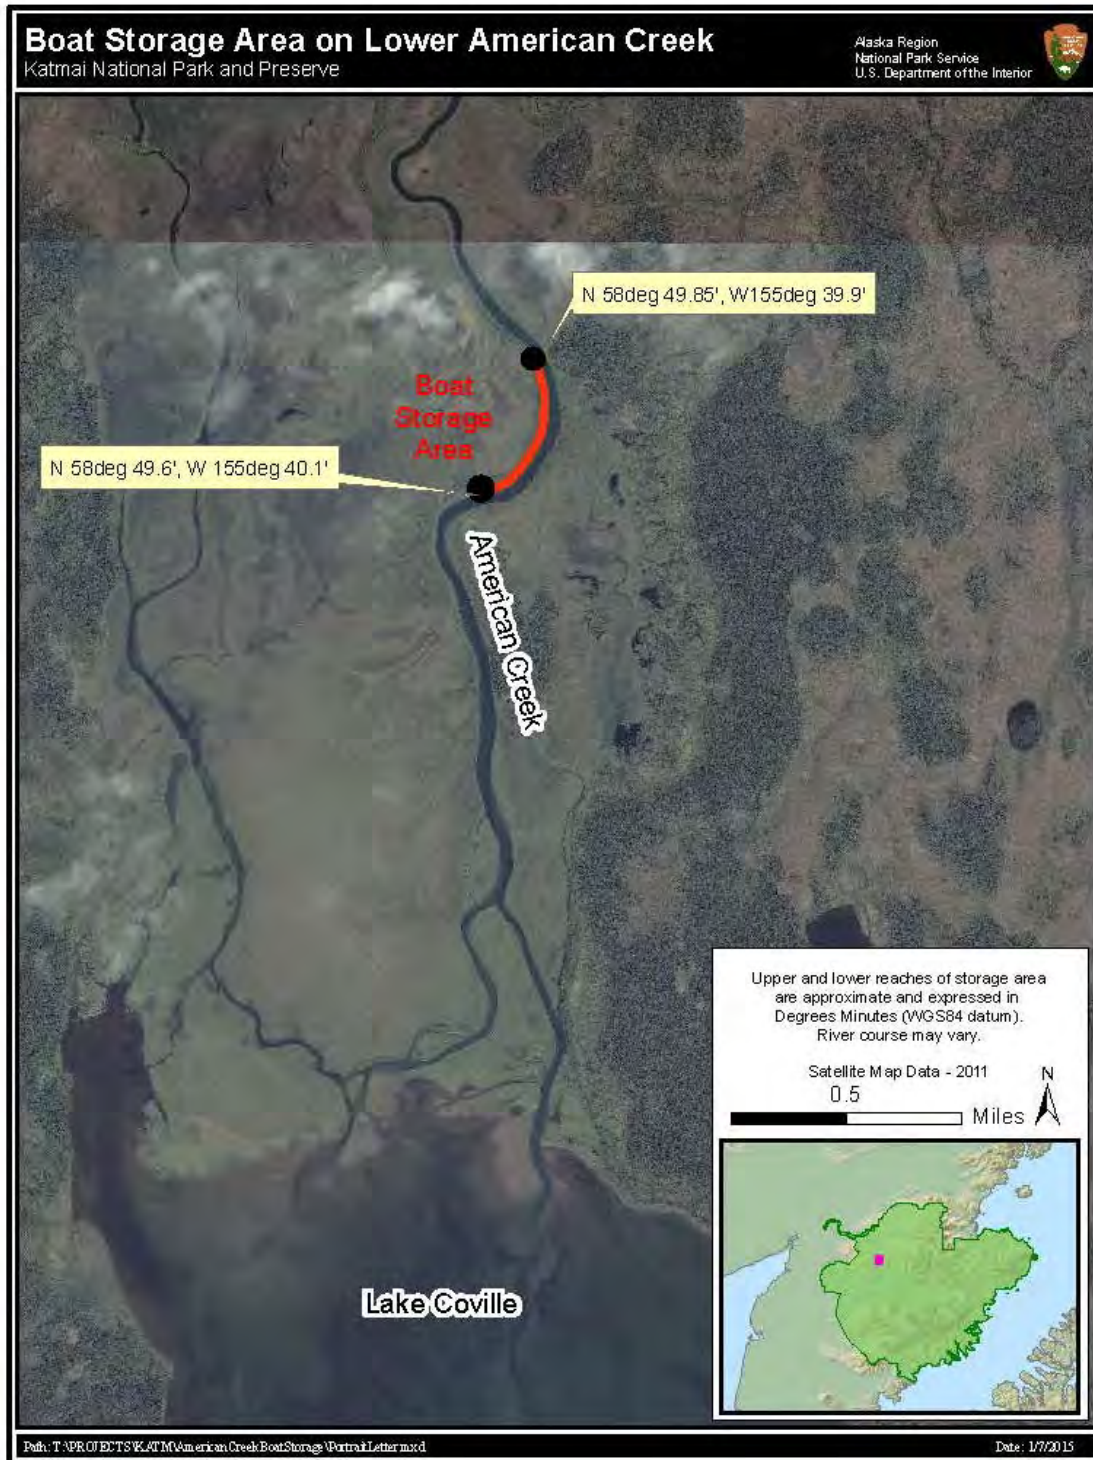 Boat Storage Area on Lower American Creek
Katmai National Park and Preserve
Alaska Region
National Park Service
U.S. Department of the Interior
N 58deg 49.85', W155deg 39.9'
Boat
Storage
Area
N 58deg 49.6', W 155deg 40.1'
American Creek
Upper and lower reaches of storage area
are approximate and expressed in
Degrees Minutes (WGS84 datum).
River course may vary.
Satellite Map Data - 2011
N
0.5
Miles
Lake Coville
Path: T:\PROJECTS\KATM\AmericanCreekBoatStorage\PortraitLetter.mxd
Date: 1/7/2015